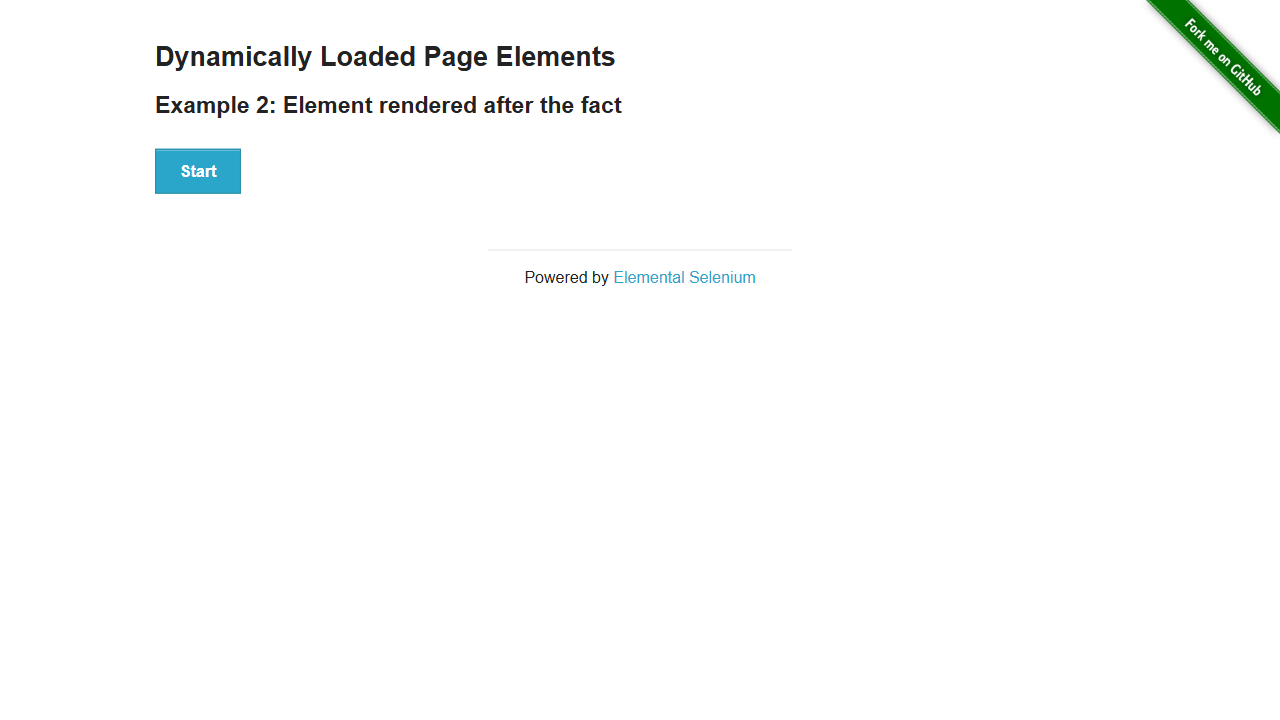 Dynamically Loaded Page Elements
Example 2: Element rendered after the fact
Start
Powered by Elemental Selenium
Fork me on GitHub